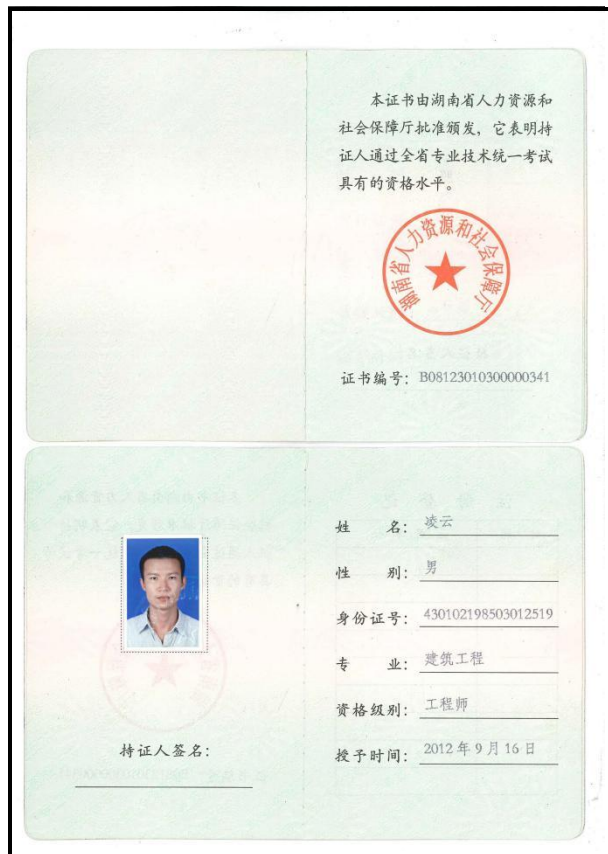 本证书由湖南省人力资源和
社会保障厅批准颁发，它表明持
证人通过全省专业技术统一考试
具有的资格水平。
湖南省人力资源和社会保障厅
证书编号：B08123010300000341
姓 名：凌云
性 别：男
身份证号：430102198503012519
专 业：建筑工程
资格级别：工程师
授予时间：2012年9月16日
持证人签名：